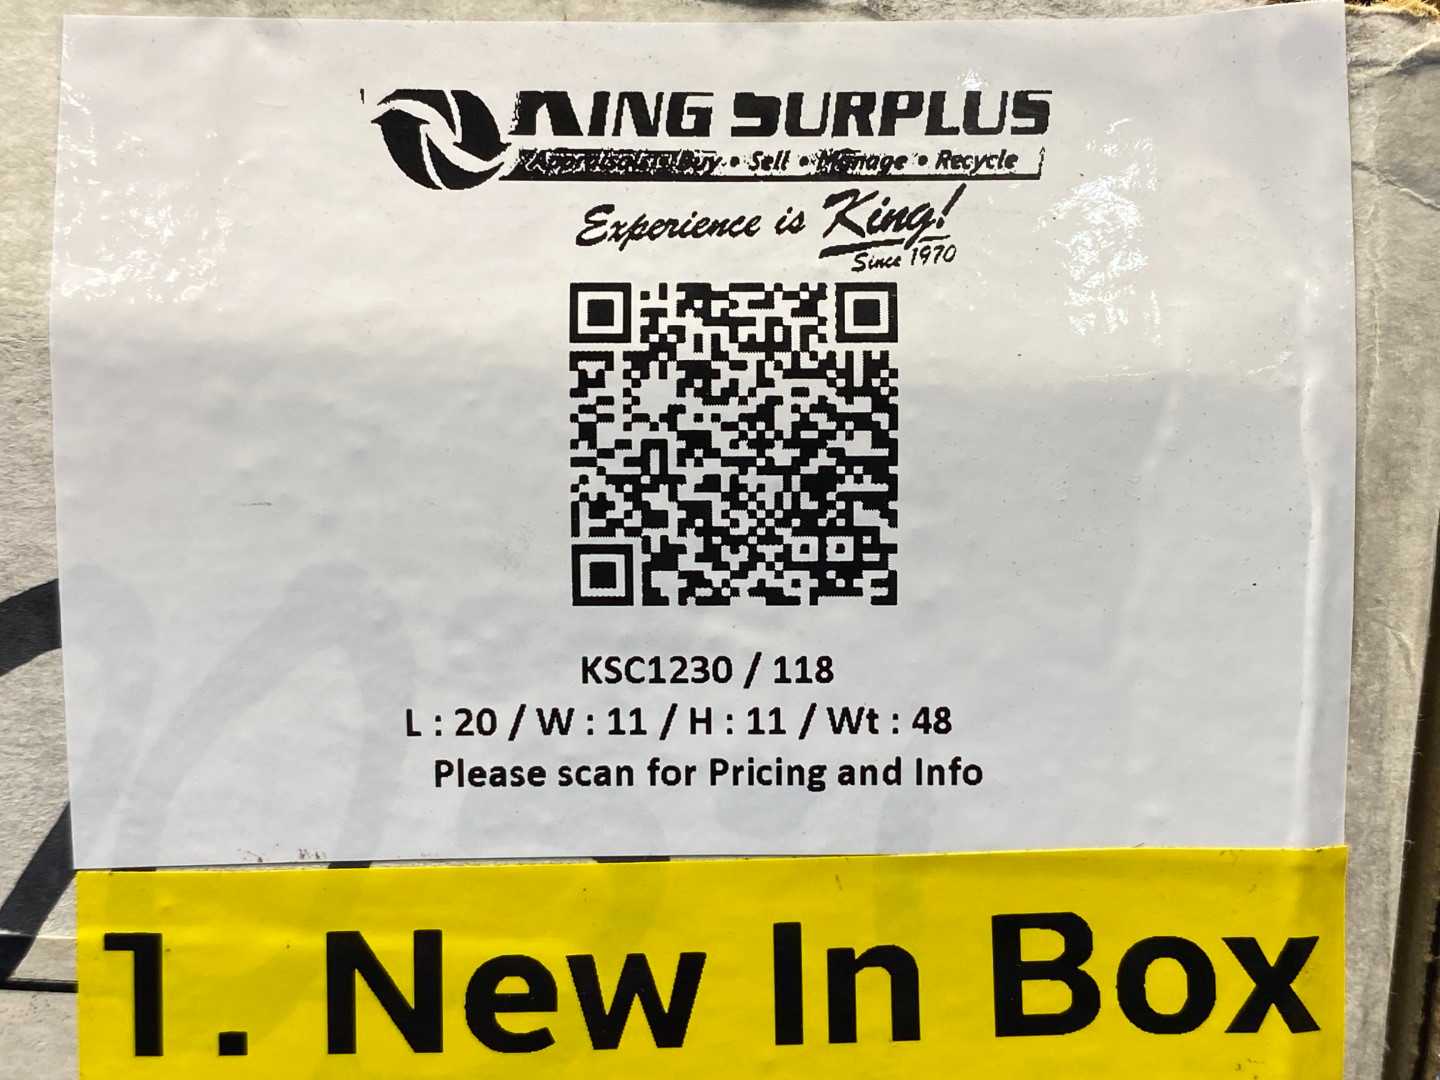 KING SURPLUS
Appraisals • Buy • Sell • Manage • Recycle
Experience is King!
Since 1970
KSC1230 / 118
L : 20 / W : 11 / H : 11 / Wt : 48
Please scan for Pricing and Info
1. New In Box